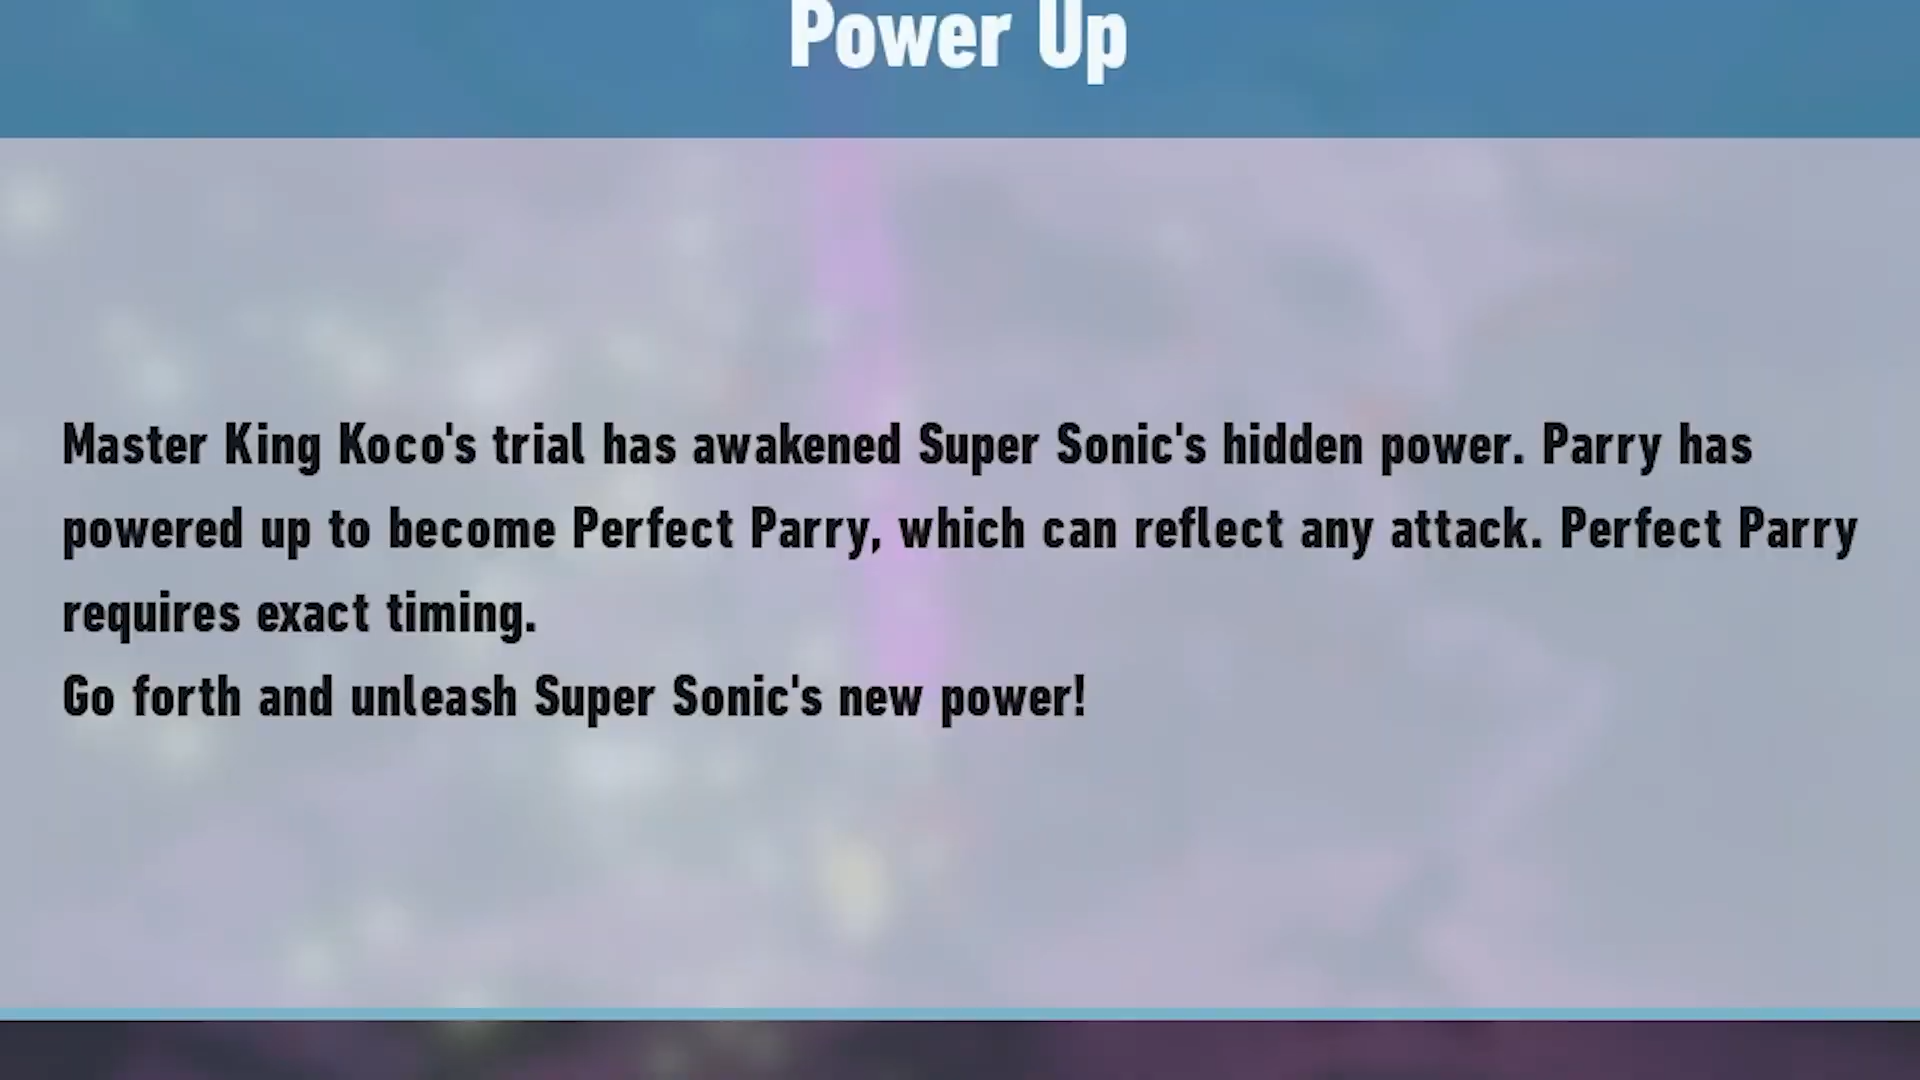 Power Up
Master King Koco's trial has awakened Super Sonic's hidden power. Parry has
powered up to become Perfect Parry, which can reflect any attack. Perfect Parry
requires exact timing.
Go forth and unleash Super Sonic's new power!